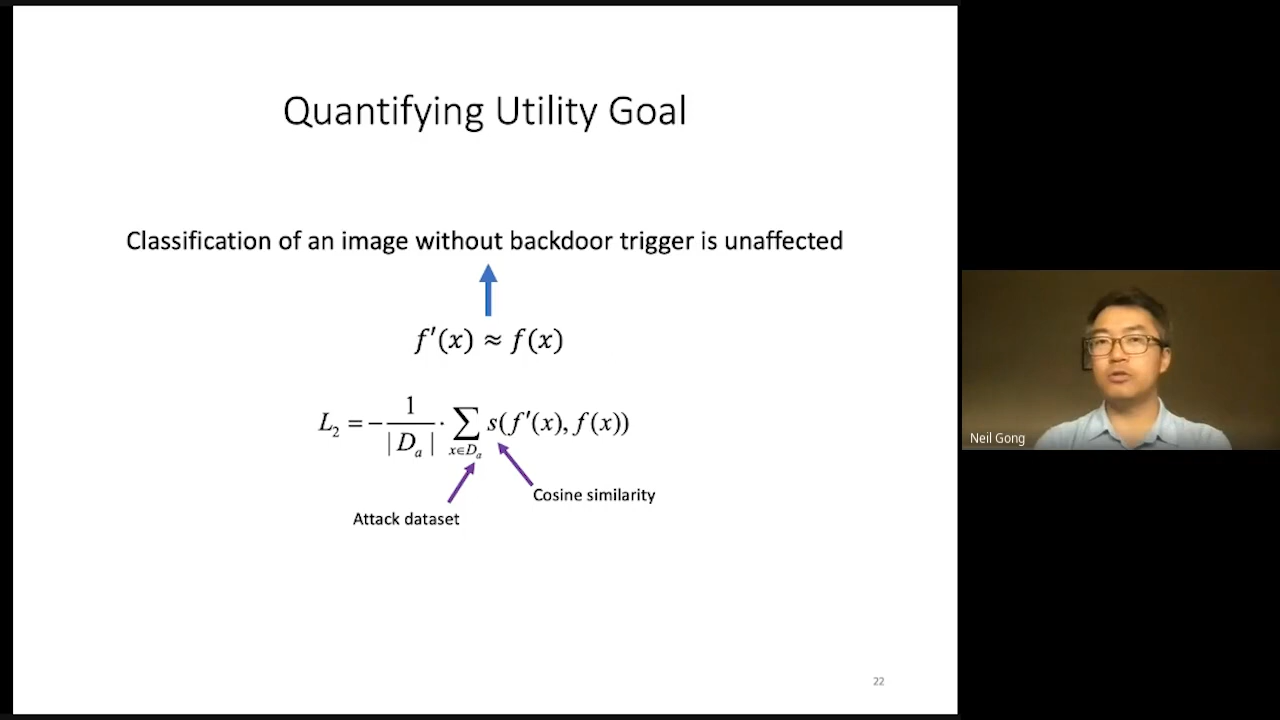 Quantifying Utility Goal
Classification of an image without backdoor trigger is unaffected
f′(x) ≈ f(x)
L₂ = − 1/|Dₐ| · ∑_{x∈Dₐ} s(f′(x), f(x))
Cosine similarity
Attack dataset
22
Neil Gong